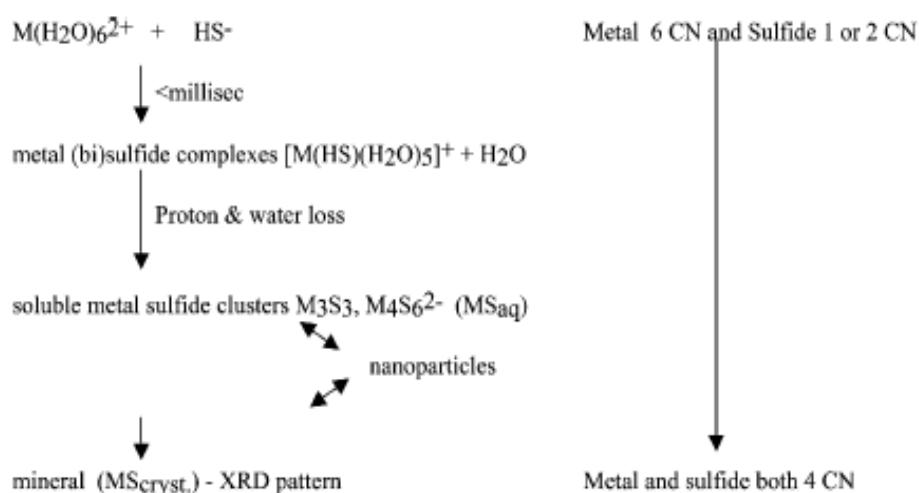 M(H2O)6^2+ + HS-
Metal 6 CN and Sulfide 1 or 2 CN
<millisec
metal (bi)sulfide complexes [M(HS)(H2O)5]+ + H2O
Proton & water loss
soluble metal sulfide clusters M3S3, M4S6^2- (MSaq)
nanoparticles
mineral (MScryst.) - XRD pattern
Metal and sulfide both 4 CN